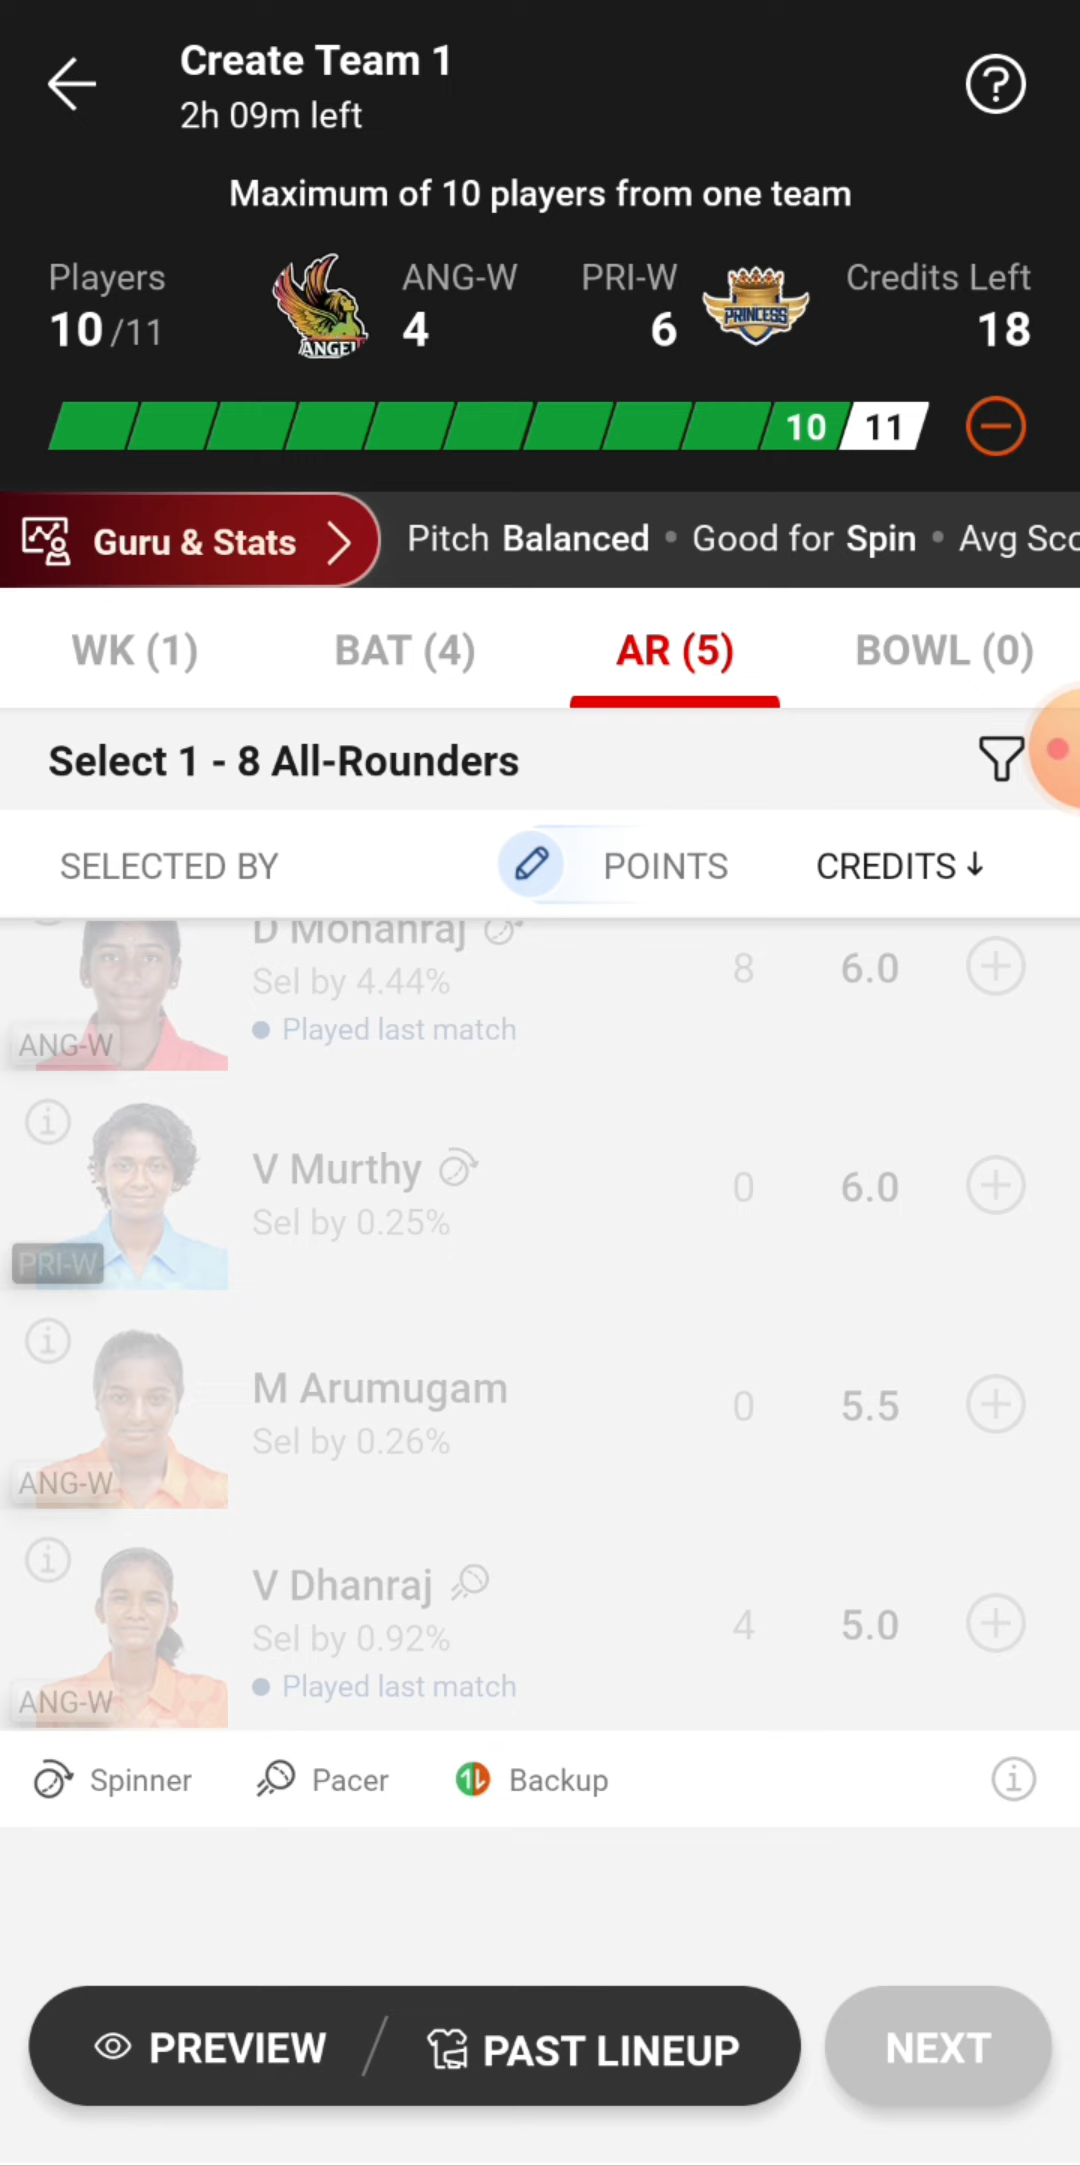 Create Team 1
2h 09m left
Maximum of 10 players from one team
Players
10/11
ANGEL
ANG-W
4
PRI-W
6
PRINCESS
Credits Left
18
10
11
Guru & Stats
Pitch Balanced • Good for Spin • Avg Sco
WK (1)
BAT (4)
AR (5)
BOWL (0)
Select 1 - 8 All-Rounders
SELECTED BY
POINTS
CREDITS ↓
D Mohanraj
Sel by 4.44%
Played last match
ANG-W
8
6.0
V Murthy
Sel by 0.25%
PRI-W
0
6.0
M Arumugam
Sel by 0.26%
ANG-W
0
5.5
V Dhanraj
Sel by 0.92%
Played last match
ANG-W
4
5.0
Spinner
Pacer
Backup
PREVIEW / PAST LINEUP
NEXT